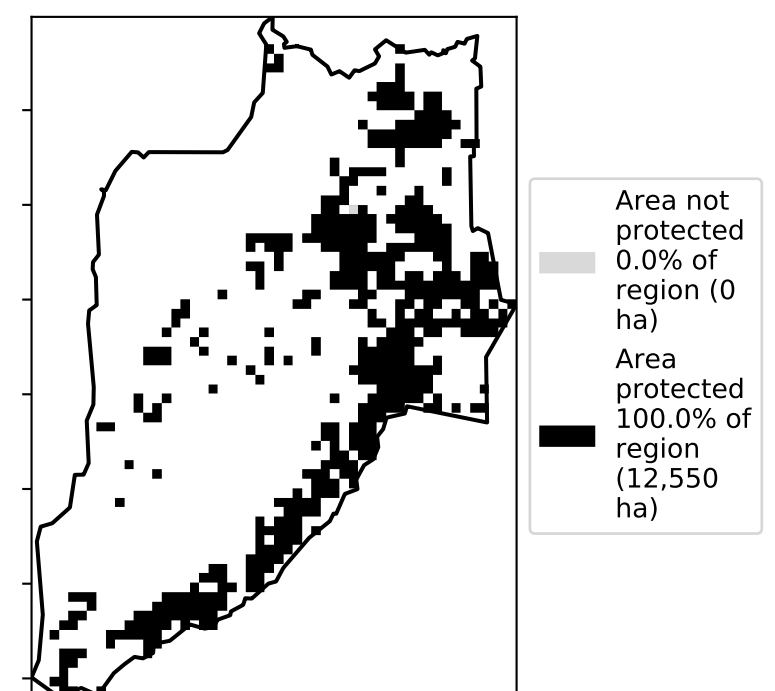 Area not
protected
0.0% of
region (0
ha)
Area
protected
100.0% of
region
(12,550
ha)